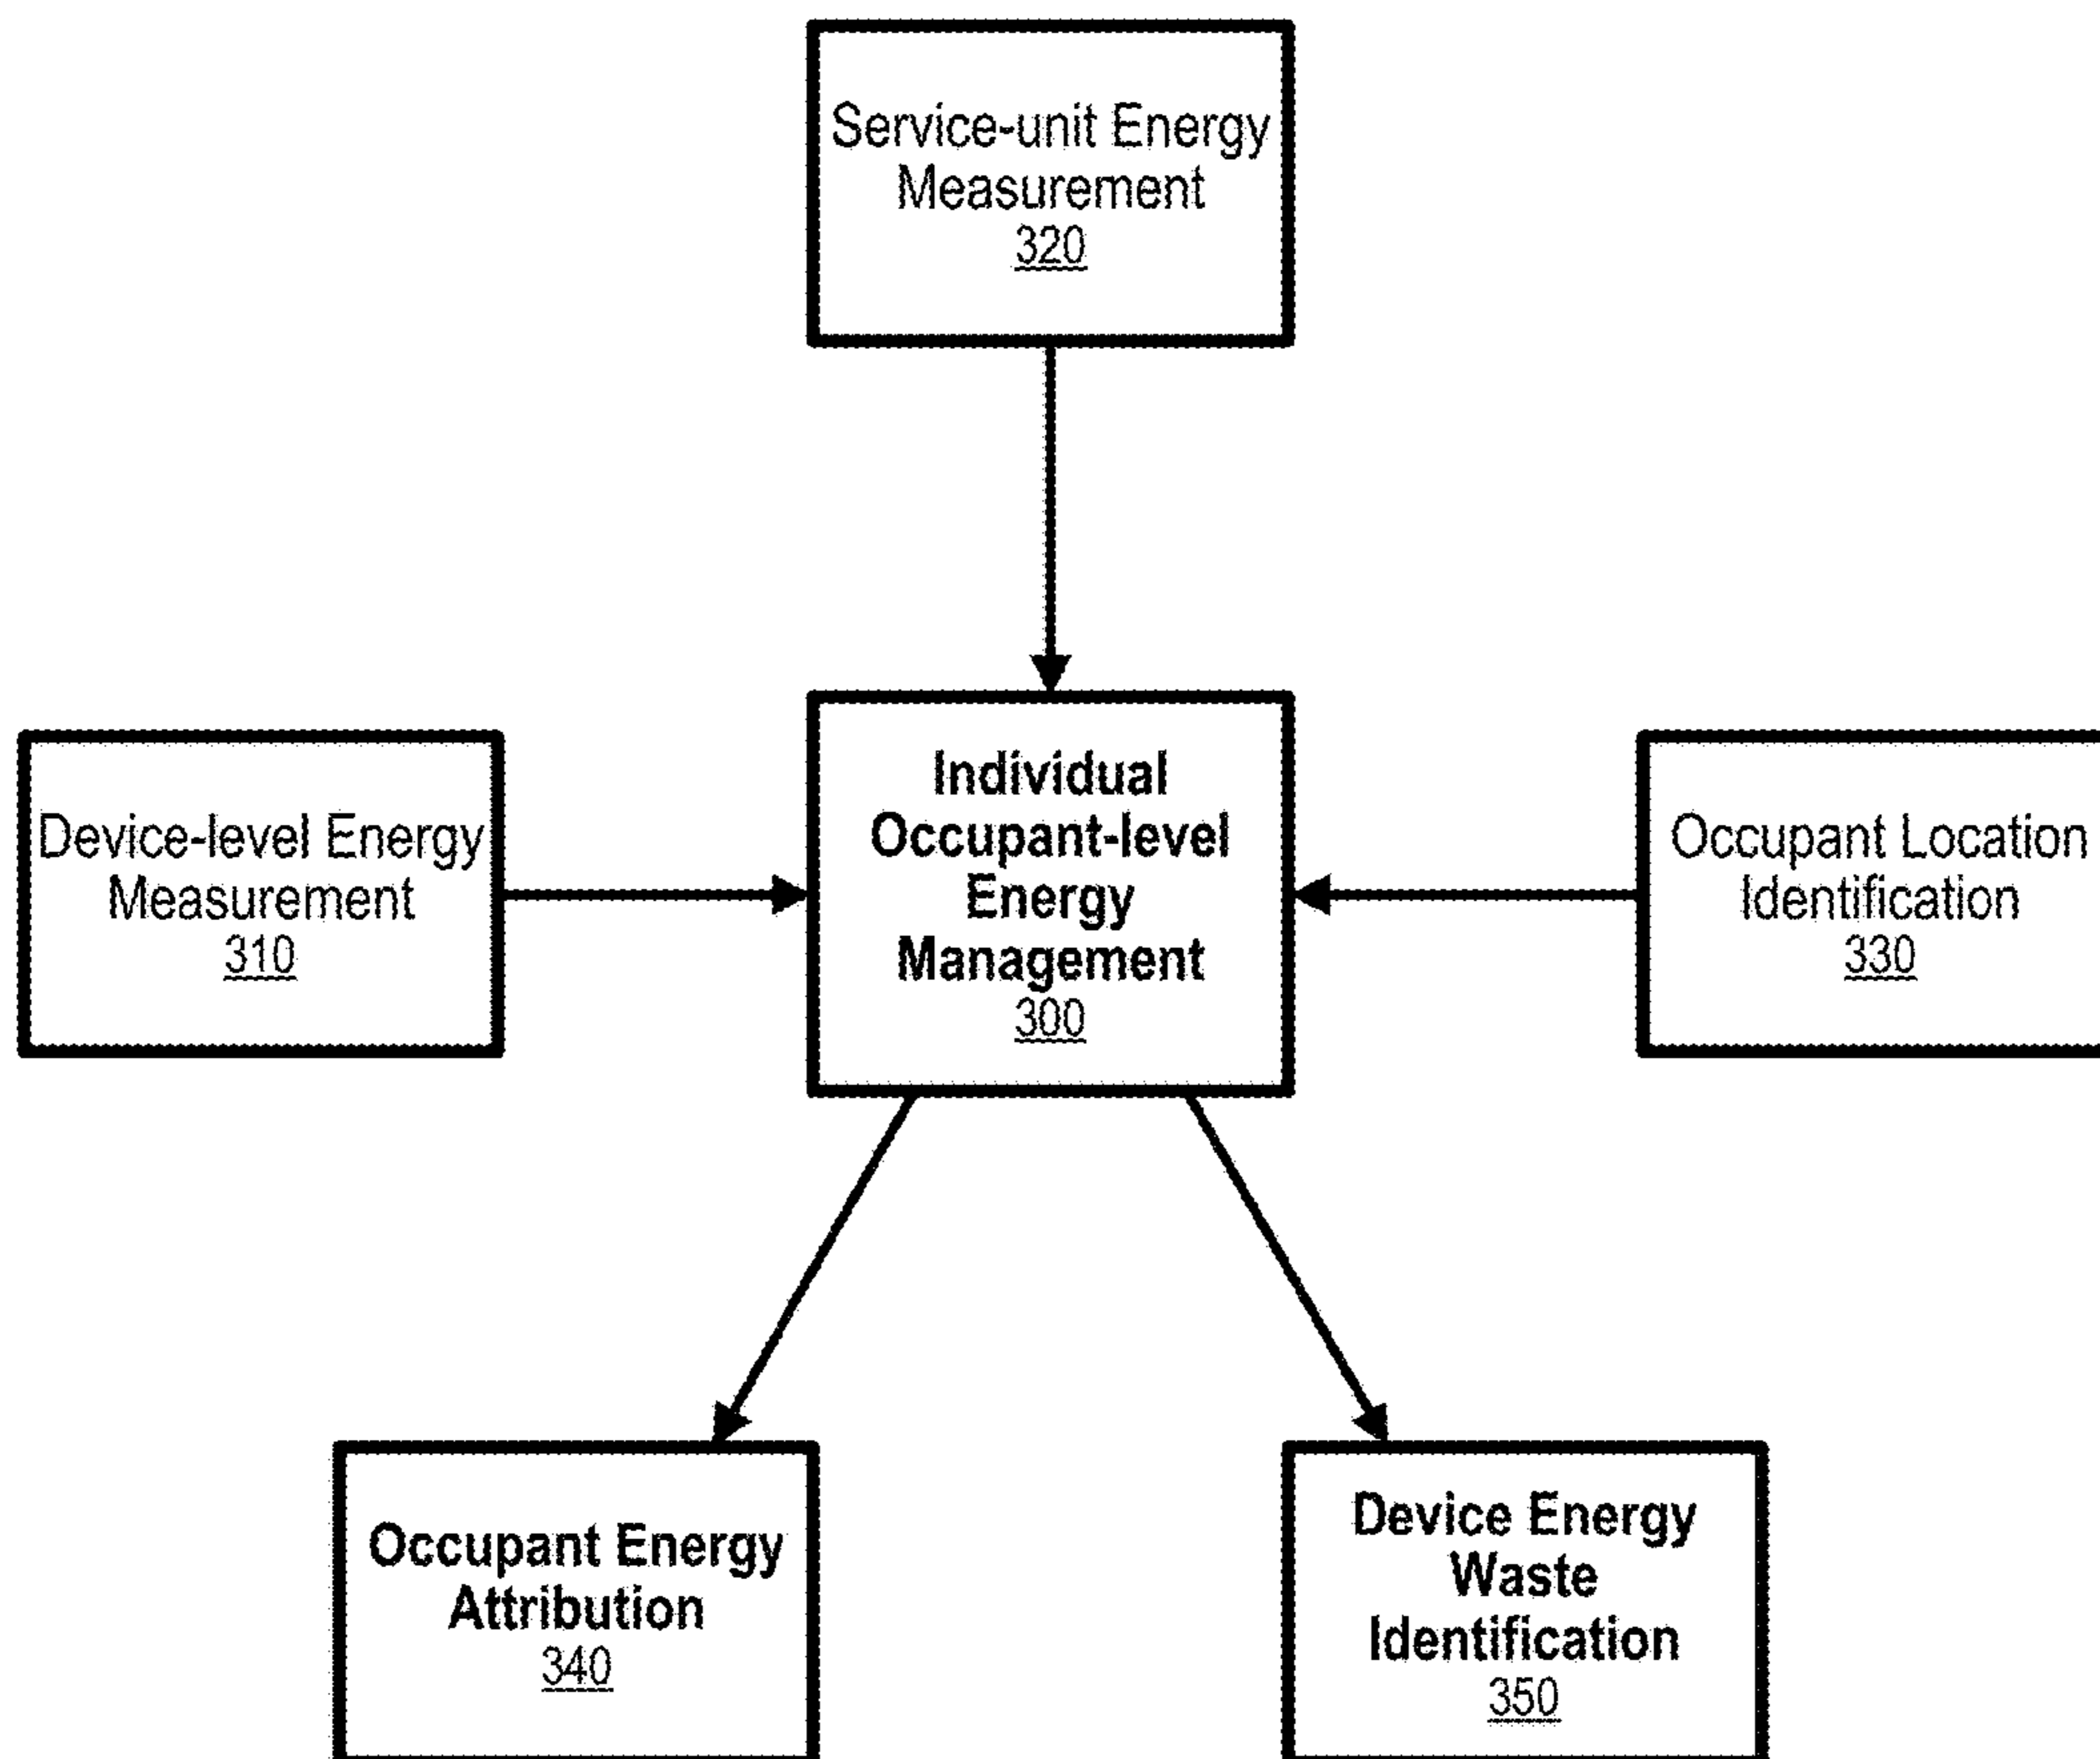 Service-unit Energy
Measurement
320
Device-level Energy
Measurement
310
Individual
Occupant-level
Energy
Management
300
Occupant Location
Identification
330
Occupant Energy
Attribution
340
Device Energy
Waste
Identification
350